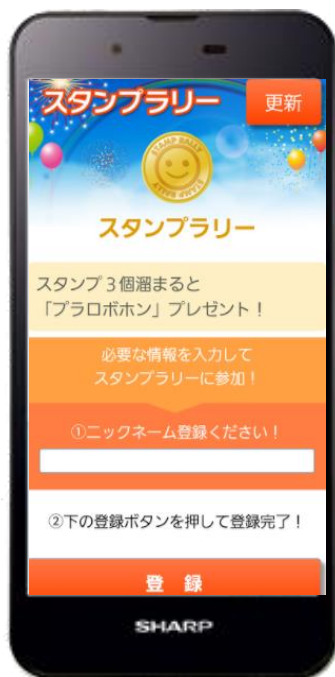 スタンプラリー
更新
STAMP RALLY
スタンプラリー
スタンプ3個溜まると
「プラロボホン」プレゼント!
必要な情報を入力して
スタンプラリーに参加!
①ニックネーム登録ください!
②下の登録ボタンを押して登録完了!
登 録
SHARP